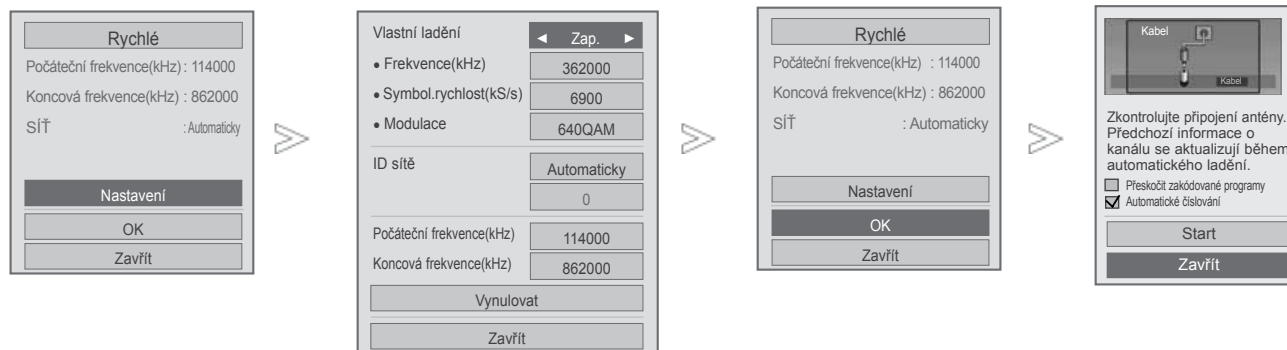 Rychlé
Počáteční frekvence(kHz) : 114000
Koncová frekvence(kHz) : 862000
SÍŤ : Automaticky
Nastavení
OK
Zavřít
Vlastní ladění ◄ Zap. ►
• Frekvence(kHz) 362000
• Symbol.rychlost(kS/s) 6900
• Modulace 640QAM
ID sítě Automaticky
0
Počáteční frekvence(kHz) 114000
Koncová frekvence(kHz) 862000
Vynulovat
Zavřít
Rychlé
Počáteční frekvence(kHz) : 114000
Koncová frekvence(kHz) : 862000
SÍŤ : Automaticky
Nastavení
OK
Zavřít
Kabel
Kabel
Zkontrolujte připojení antény.
Předchozí informace o
kanálu se aktualizují během
automatického ladění.
Přeskočit zakódované programy
Automatické číslování
Start
Zavřít